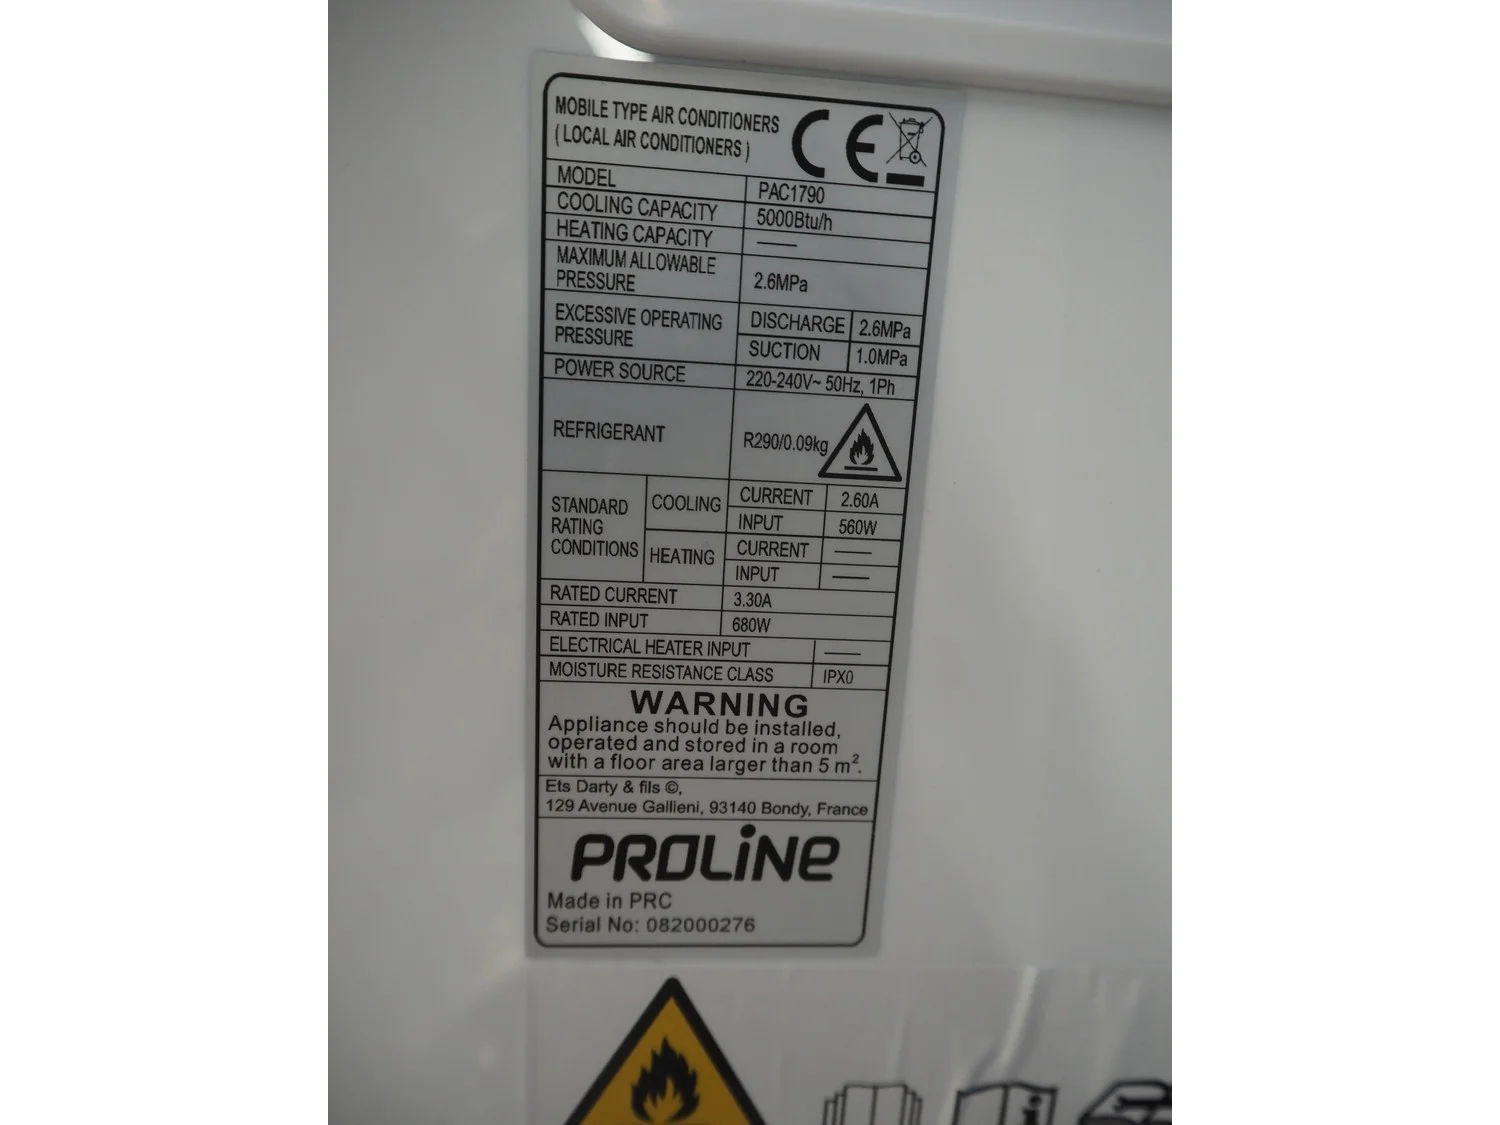 MOBILE TYPE AIR CONDITIONERS
( LOCAL AIR CONDITIONERS )
CE
MODEL PAC1790
COOLING CAPACITY 5000Btu/h
HEATING CAPACITY ——
MAXIMUM ALLOWABLE
PRESSURE 2.6MPa
EXCESSIVE OPERATING
PRESSURE
DISCHARGE 2.6MPa
SUCTION 1.0MPa
POWER SOURCE 220-240V~ 50Hz, 1Ph
REFRIGERANT R290/0.09kg
STANDARD
RATING
CONDITIONS
COOLING
CURRENT 2.60A
INPUT 560W
HEATING
CURRENT ——
INPUT ——
RATED CURRENT 3.30A
RATED INPUT 680W
ELECTRICAL HEATER INPUT ——
MOISTURE RESISTANCE CLASS IPX0
WARNING
Appliance should be installed,
operated and stored in a room
with a floor area larger than 5 m².
Ets Darty & fils ©,
129 Avenue Gallieni, 93140 Bondy, France
PROLINE
Made in PRC
Serial No: 082000276